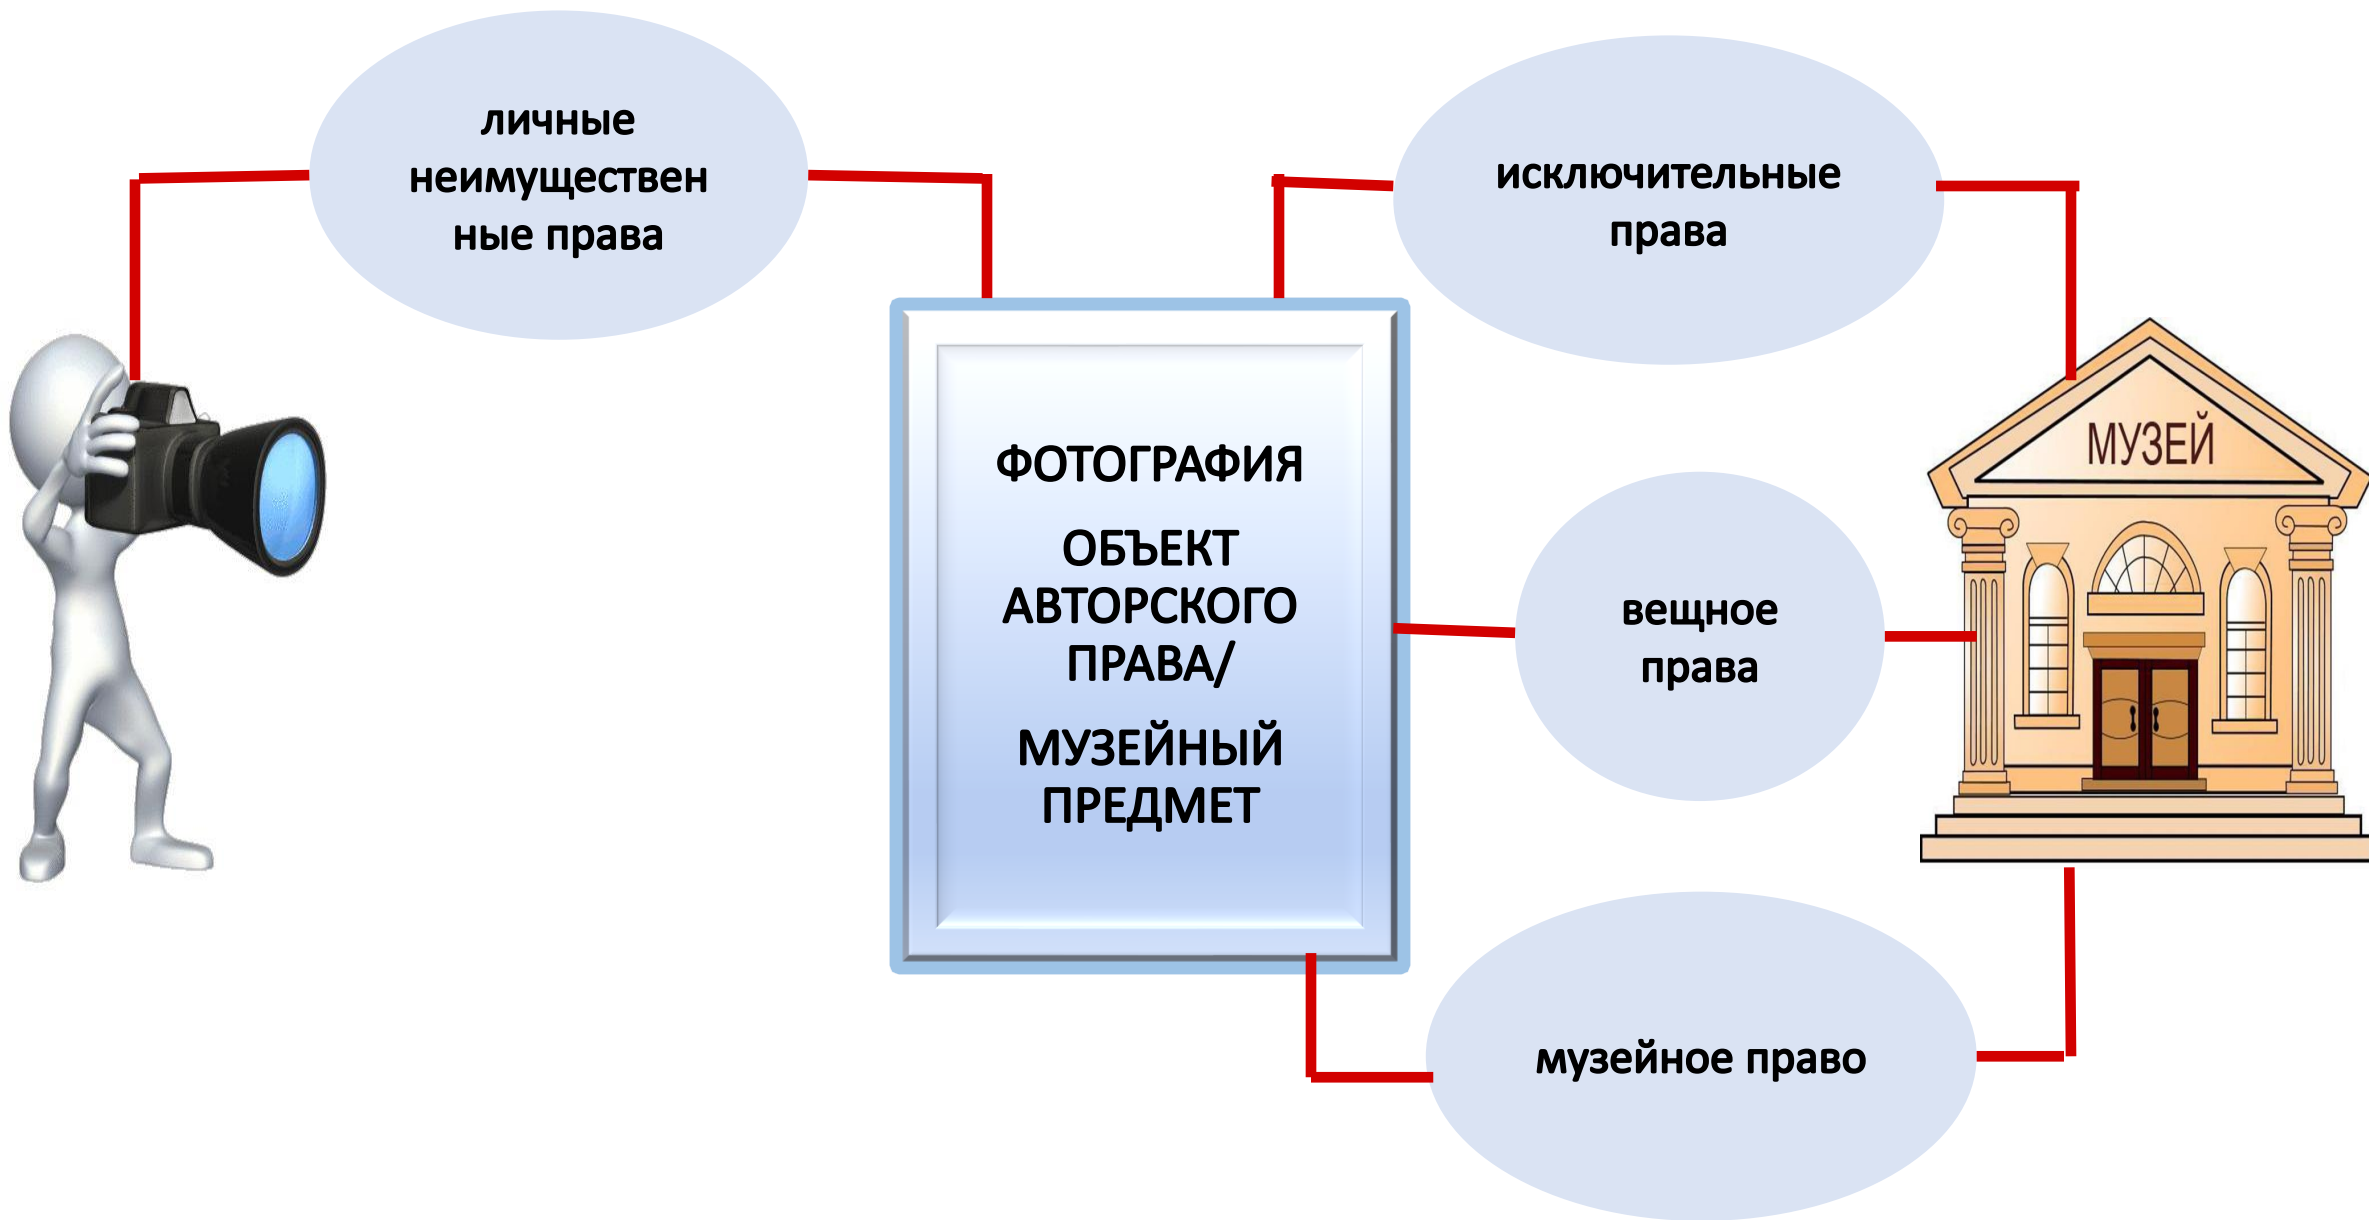 личные
неимуществен
ные права
исключительные
права
МУЗЕЙ
ФОТОГРАФИЯ
ОБЪЕКТ
АВТОРСКОГО
ПРАВА/
МУЗЕЙНЫЙ
ПРЕДМЕТ
вещное
права
музейное право